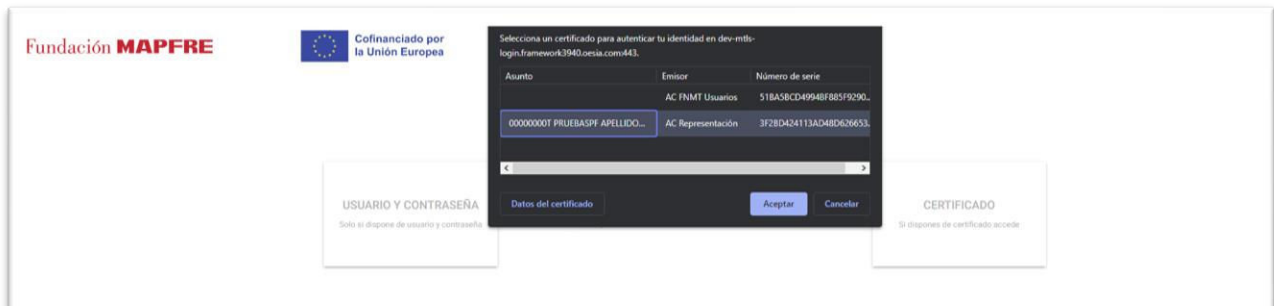 Fundación MAPFRE
Cofinanciado por
la Unión Europea
Selecciona un certificado para autenticar tu identidad en dev-mtls-
login.framework3940.oesia.com:443.
Asunto Emisor Número de serie
AC FNMT Usuarios 51BA5BCD49948F885F9290...
00000000T PRUEBASPF APELLIDO... AC Representación 3F28D424113AD48D626653...
Datos del certificado Aceptar Cancelar
USUARIO Y CONTRASEÑA
Solo si dispone de usuario y contraseña
CERTIFICADO
Si dispones de certificado accede